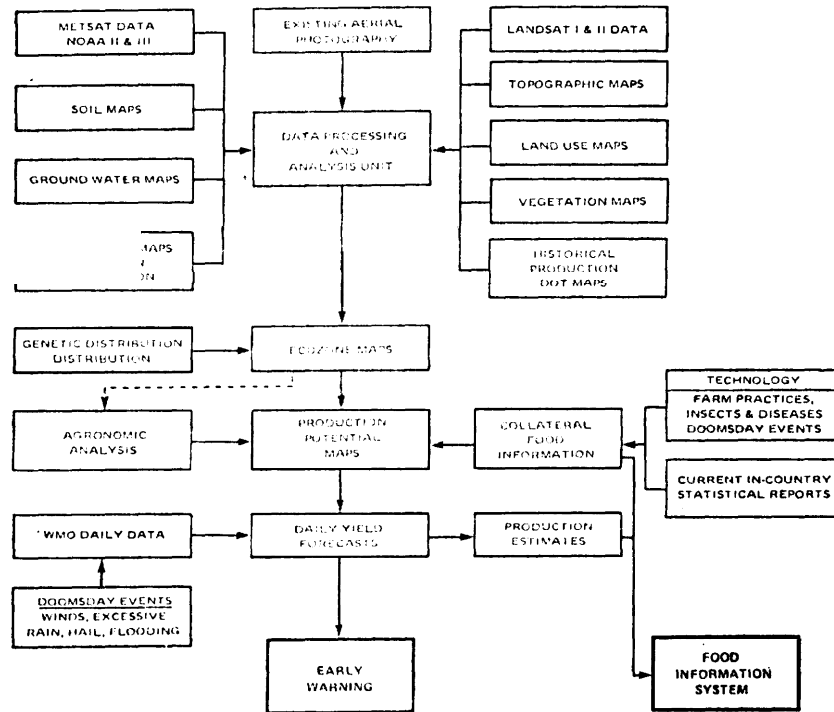 METSAT DATA
NOAA II & III
SOIL MAPS
GROUND WATER MAPS
MAPS
N
ON
EXISTING AERIAL
PHOTOGRAPHY
DATA PROCESSING
AND
ANALYSIS UNIT
LANDSAT I & II DATA
TOPOGRAPHIC MAPS
LAND USE MAPS
VEGETATION MAPS
HISTORICAL
PRODUCTION
DOT MAPS
GENETIC DISTRIBUTION
DISTRIBUTION
ECOZONE MAPS
AGRONOMIC
ANALYSIS
PRODUCTION
POTENTIAL
MAPS
COLLATERAL
FOOD
INFORMATION
TECHNOLOGY
FARM PRACTICES,
INSECTS & DISEASES
DOOMSDAY EVENTS
CURRENT IN-COUNTRY
STATISTICAL REPORTS
WMO DAILY DATA
DAILY YIELD
FORECASTS
PRODUCTION
ESTIMATES
DOOMSDAY EVENTS
WINDS, EXCESSIVE
RAIN, HAIL, FLOODING
EARLY
WARNING
FOOD
INFORMATION
SYSTEM